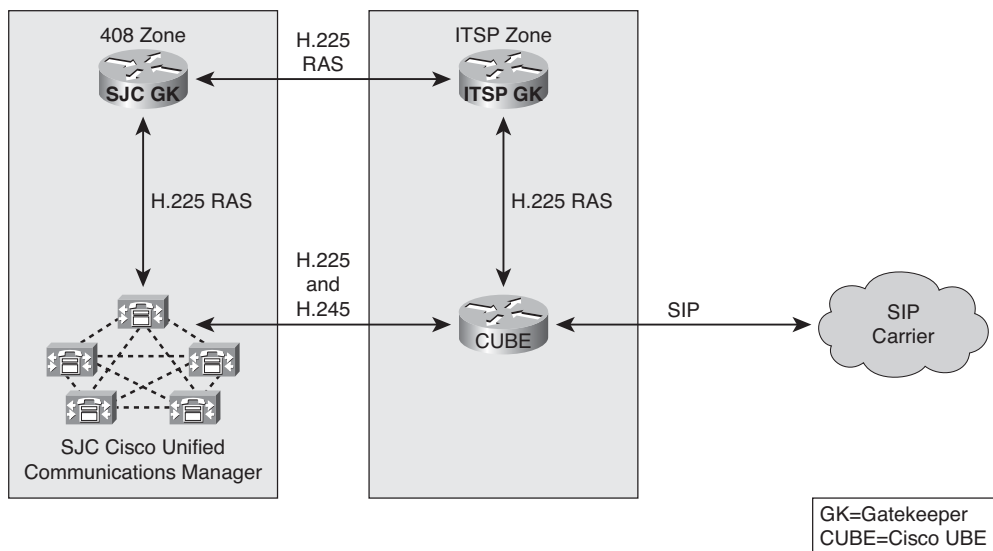 408 Zone
ITSP Zone
H.225
RAS
SJC GK
ITSP GK
H.225 RAS
H.225 RAS
H.225
and
H.245
CUBE
SIP
SIP
Carrier
SJC Cisco Unified
Communications Manager
GK=Gatekeeper
CUBE=Cisco UBE